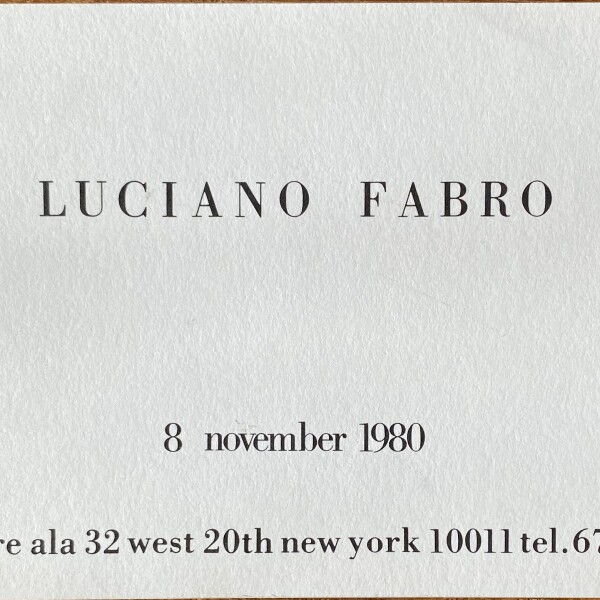 LUCIANO FABRO
8 november 1980
re ala 32 west 20th new york 10011 tel.67